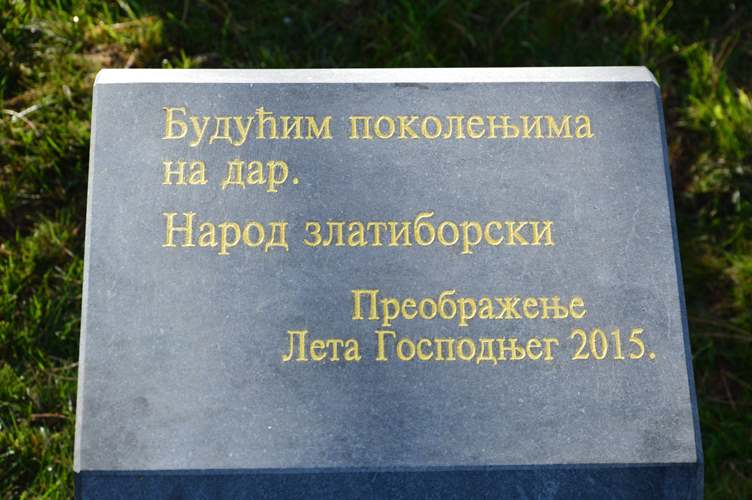 Будућим поколењима
на дар.
Народ златиборски
Преображење
Лета Господњег 2015.